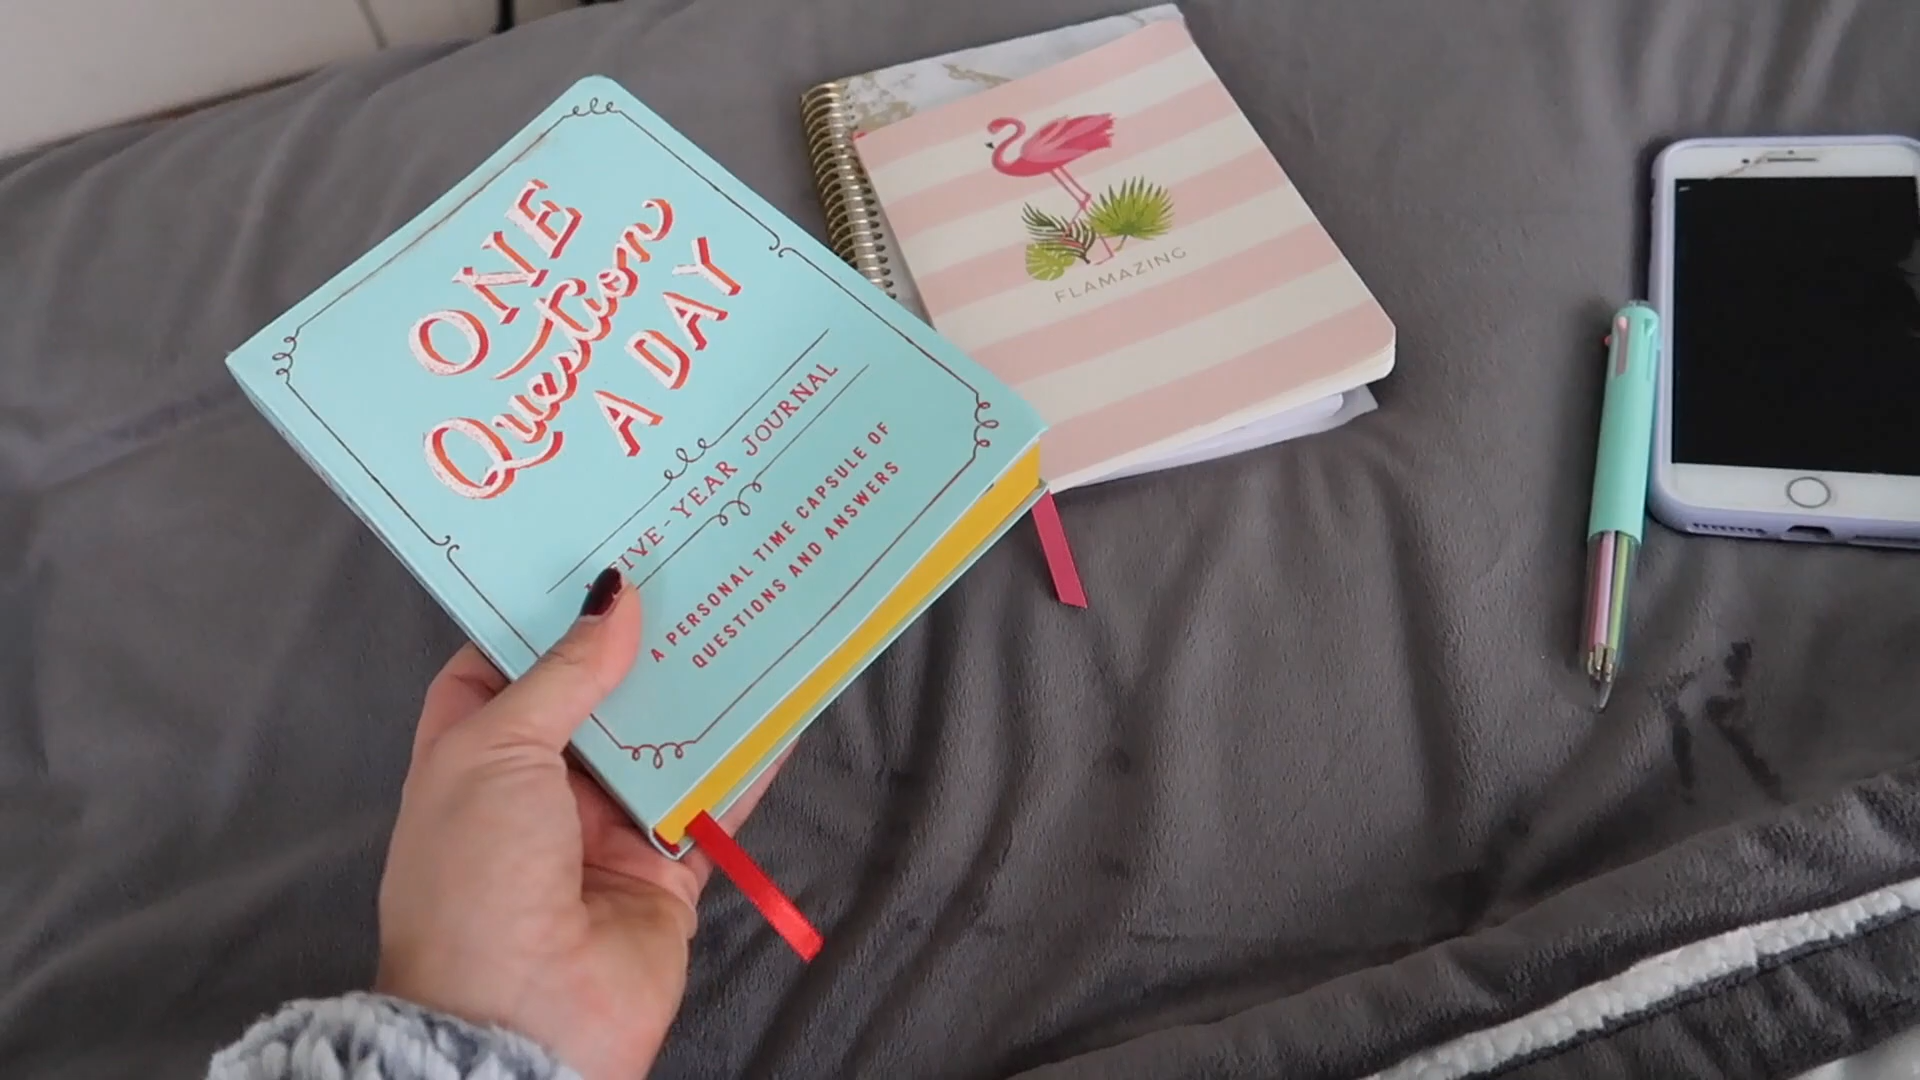 ONE
Question
A DAY
A FIVE-YEAR JOURNAL
A PERSONAL TIME CAPSULE OF
QUESTIONS AND ANSWERS
FLAMAZING